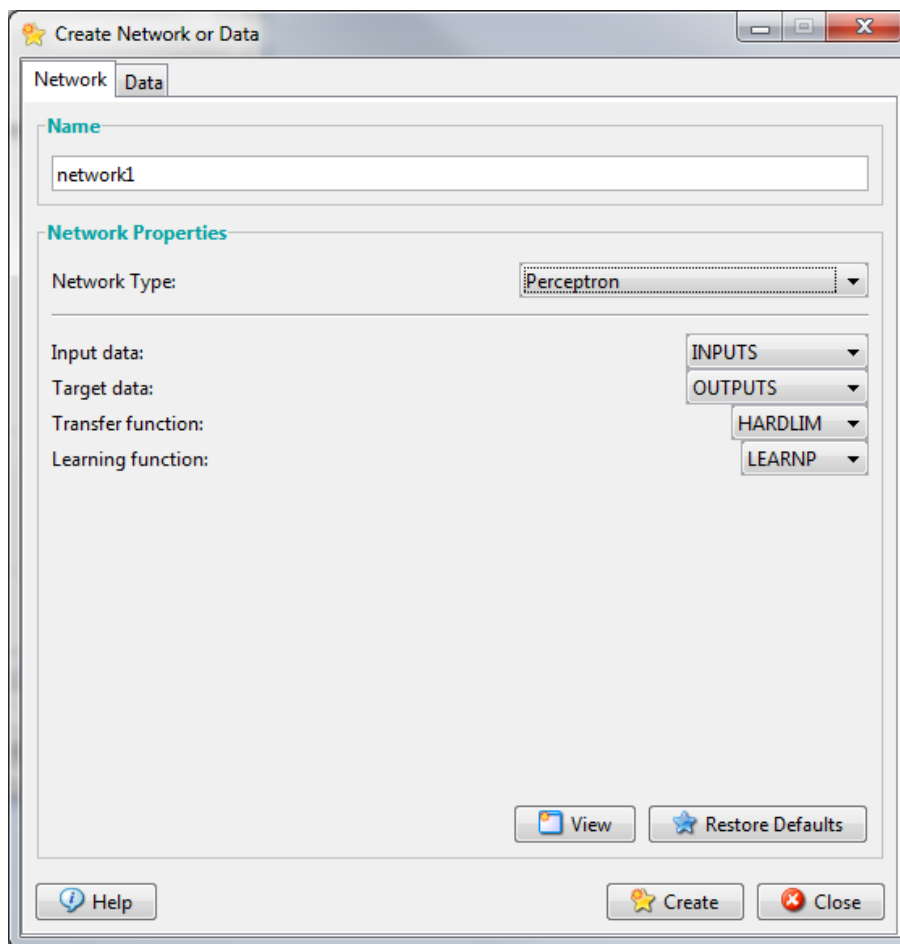 Create Network or Data
Network Data
Name
network1
Network Properties
Network Type: Perceptron
Input data: INPUTS
Target data: OUTPUTS
Transfer function: HARDLIM
Learning function: LEARNP
View Restore Defaults
Help Create Close